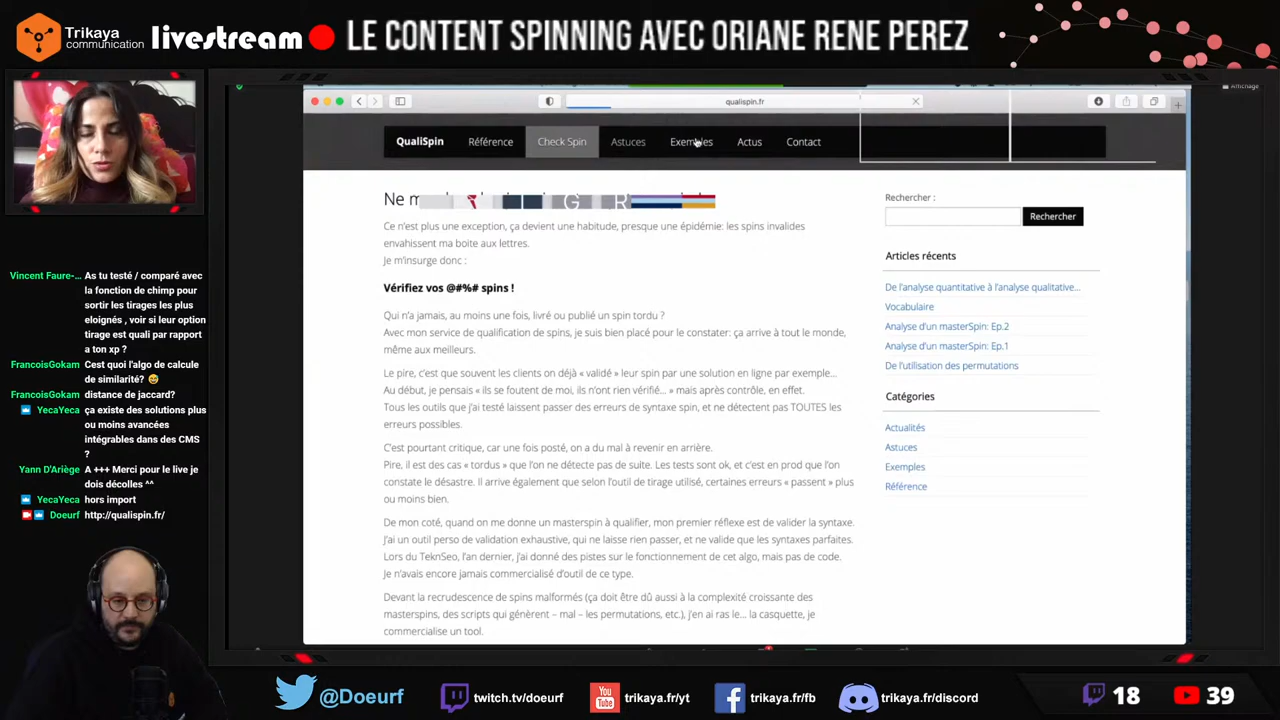 Trikaya
communication
livestream
LE CONTENT SPINNING AVEC ORIANE RENE PEREZ
Affichage
qualispin.fr
QualiSpin
Référence
Check Spin
Astuces
Exemples
Actus
Contact
Ne m
Ce n'est plus une exception, ça devient une habitude, presque une épidémie: les spins invalides
envahissent ma boite aux lettres.
Je m'insurge donc :
Vérifiez vos @#%# spins !
Qui n'a jamais, au moins une fois, livré ou publié un spin tordu ?
Avec mon service de qualification de spins, je suis bien placé pour le constater: ça arrive à tout le monde,
même aux meilleurs.
Le pire, c'est que souvent les clients on déjà « validé » leur spin par une solution en ligne par exemple...
Au début, je pensais « ils se foutent de moi, ils n'ont rien vérifié... » mais après contrôle, en effet.
Tous les outils que j'ai testé laissent passer des erreurs de syntaxe spin, et ne détectent pas TOUTES les
erreurs possibles.
C'est pourtant critique, car une fois posté, on a du mal à revenir en arrière.
Pire, il est des cas « tordus » que l'on ne détecte pas de suite. Les tests sont ok, et c'est en prod que l'on
constate le désastre. Il arrive également que selon l'outil de tirage utilisé, certaines erreurs « passent » plus
ou moins bien.
De mon coté, quand on me donne un masterspin à qualifier, mon premier réflexe est de valider la syntaxe.
J'ai un outil perso de validation exhaustive, qui ne laisse rien passer, et ne valide que les syntaxes parfaites.
Lors du TeknSeo, l'an dernier, j'ai donné des pistes sur le fonctionnement de cet algo, mais pas de code.
Je n'avais encore jamais commercialisé d'outil de ce type.
Devant la recrudescence de spins malformés (ça doit être dû aussi à la complexité croissante des
masterspins, des scripts qui génèrent – mal – les permutations, etc.), j'en ai ras le... la casquette, je
commercialise un tool.
Rechercher :
Rechercher
Articles récents
De l'analyse quantitative à l'analyse qualitative...
Vocabulaire
Analyse d'un masterSpin: Ep.2
Analyse d'un masterSpin: Ep.1
De l'utilisation des permutations
Catégories
Actualités
Astuces
Exemples
Référence
Vincent Faure-... As tu testé / comparé avec
la fonction de chimp pour
sortir les tirages les plus
eloignés , voir si leur option
tirage est quali par rapport
a ton xp ?
FrancoisGokam Cest quoi l'algo de calcule
de similarité? 😅
FrancoisGokam distance de jaccard?
YecaYeca ça existe des solutions plus
ou moins avancées
intégrables dans des CMS
?
Yann D'Ariège A +++ Merci pour le live je
dois décolles ^^
YecaYeca hors import
Doeurf http://qualispin.fr/
@Doeurf
twitch.tv/doeurf
You
Tube
trikaya.fr/yt
trikaya.fr/fb
trikaya.fr/discord
18
39